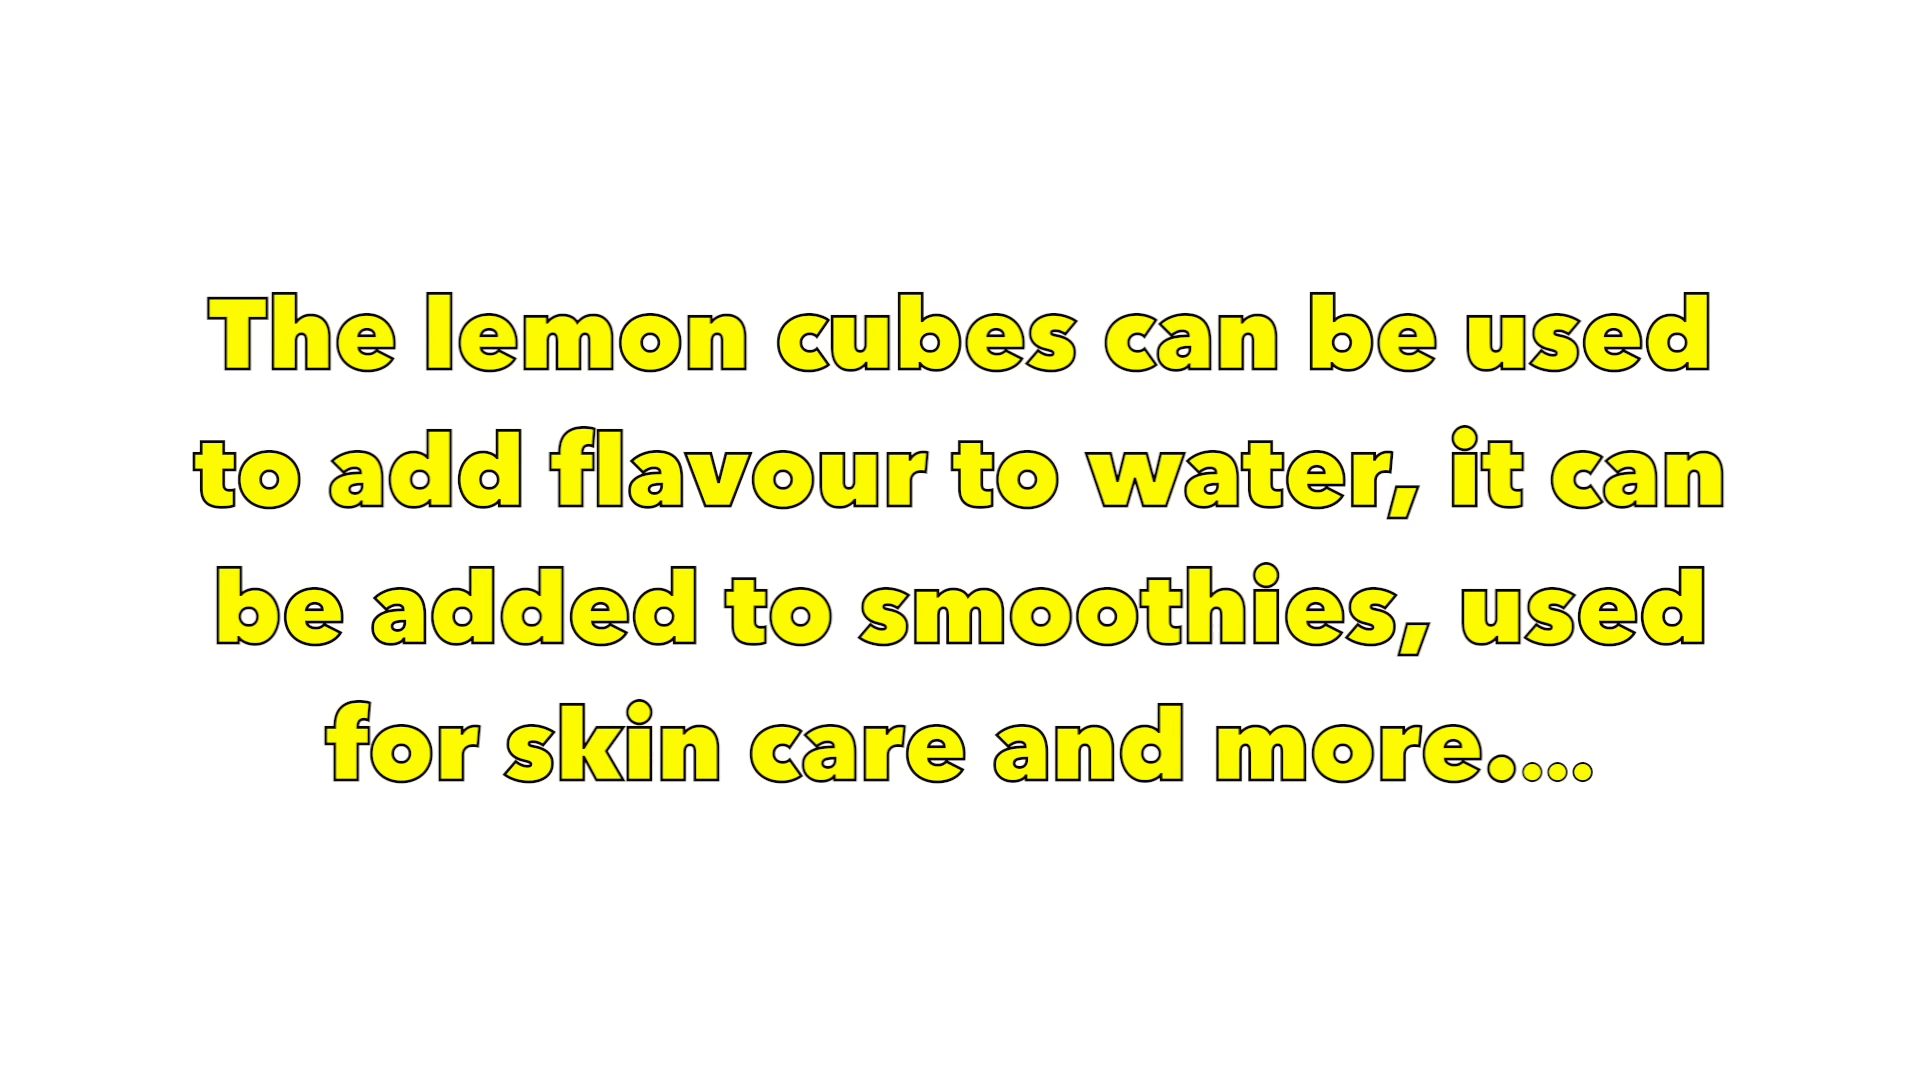 The lemon cubes can be used
to add flavour to water, it can
be added to smoothies, used
for skin care and more....